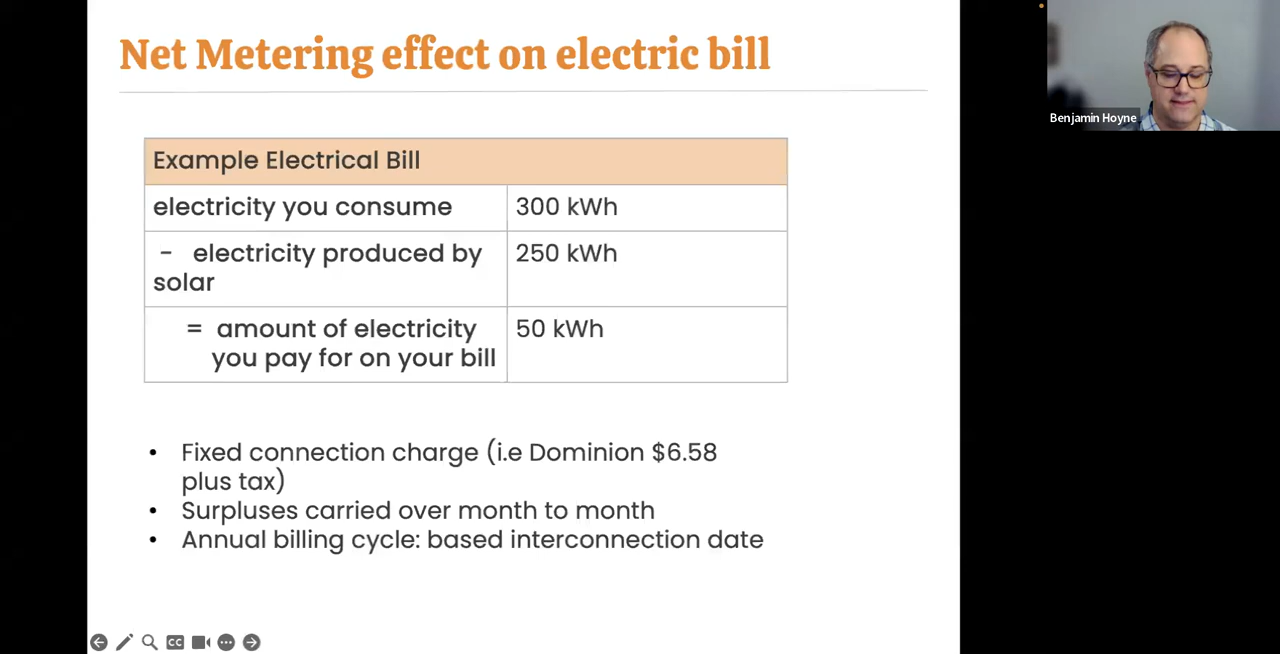 Net Metering effect on electric bill
Benjamin Hoyne
Example Electrical Bill
electricity you consume 300 kWh
- electricity produced by 250 kWh
solar
= amount of electricity 50 kWh
you pay for on your bill
• Fixed connection charge (i.e Dominion $6.58
plus tax)
• Surpluses carried over month to month
• Annual billing cycle: based interconnection date
CC